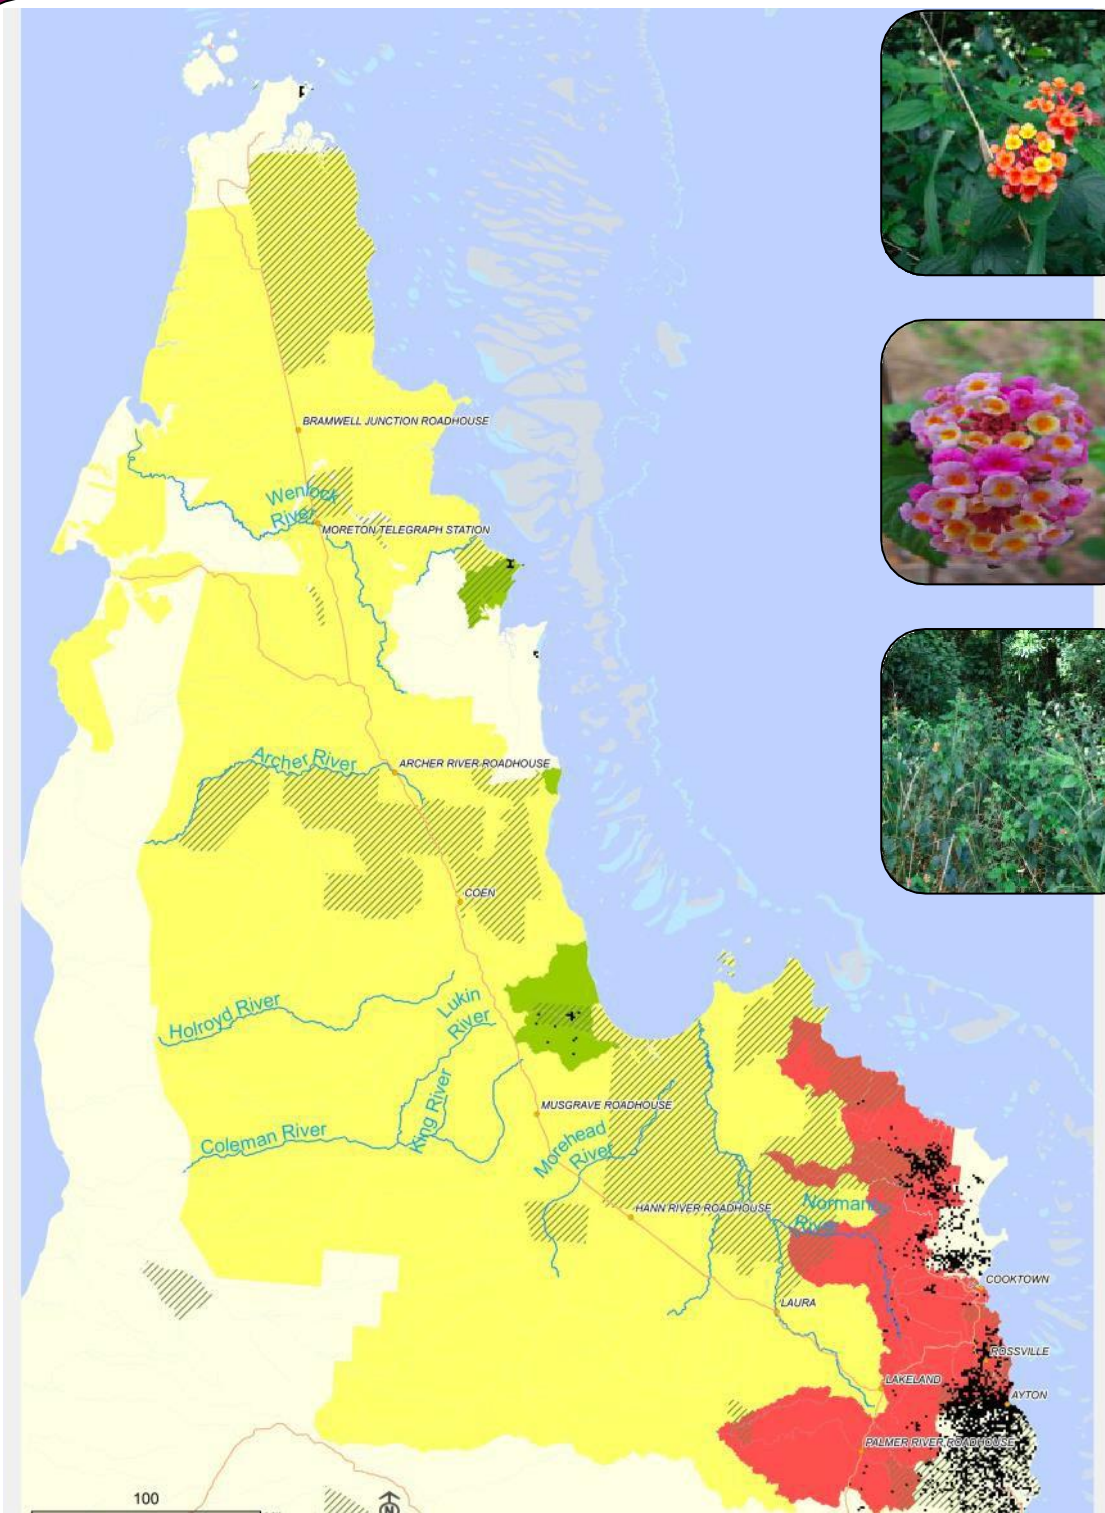 BRAMWELL JUNCTION ROADHOUSE
Wenlock
River
MORETON TELEGRAPH STATION
Archer River
ARCHER RIVER ROADHOUSE
COEN
Holroyd River
Lukin
River
King River
MUSGRAVE ROADHOUSE
Coleman River
Morehead
River
HANN RIVER ROADHOUSE
Normanby
River
COOKTOWN
LAURA
ROSSVILLE
LAKELAND
AYTON
PALMER RIVER ROADHOUSE
100
N